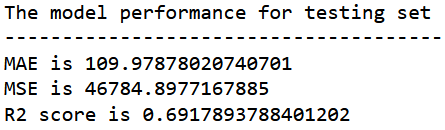 The model performance for testing set
--------------------------------------
MAE is 109.97878020740701
MSE is 46784.8977167885
R2 score is 0.6917893788401202